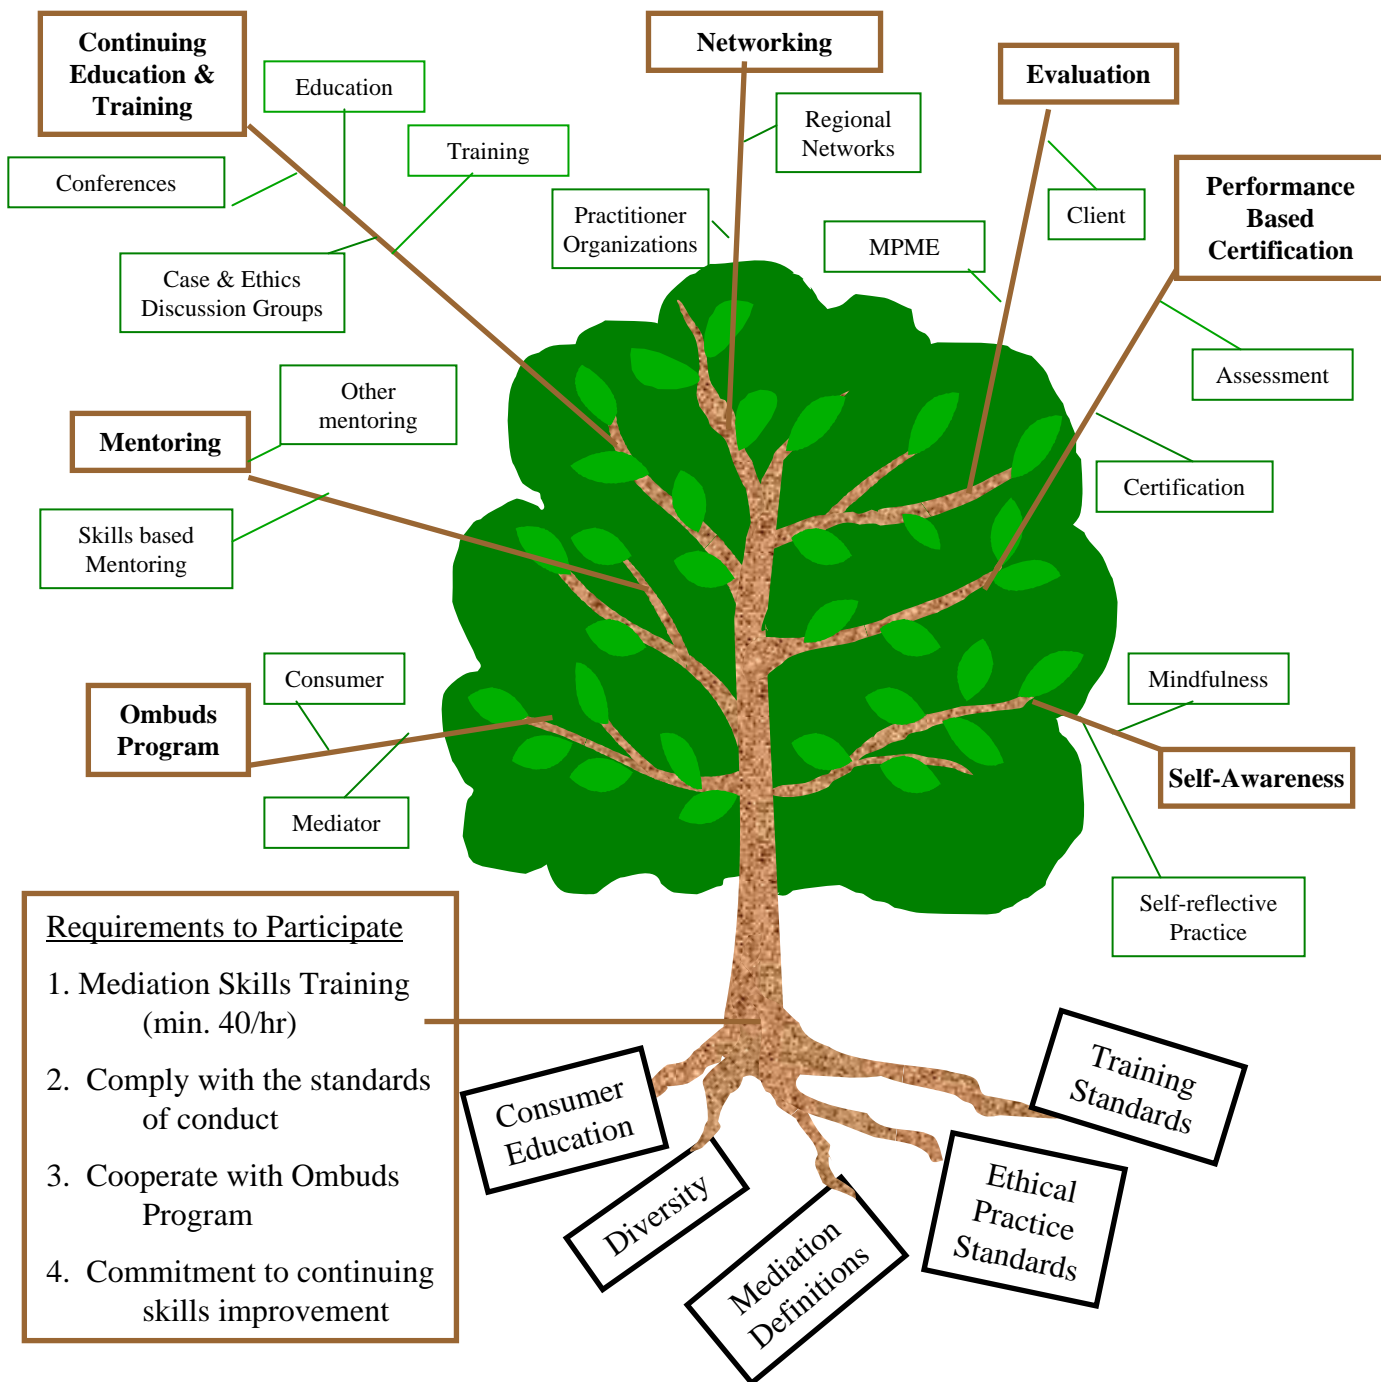 Continuing
Education &
Training
Education
Training
Conferences
Case & Ethics
Discussion Groups
Networking
Regional
Networks
Practitioner
Organizations
Evaluation
Client
MPME
Performance
Based
Certification
Assessment
Certification
Other
mentoring
Mentoring
Skills based
Mentoring
Consumer
Ombuds
Program
Mediator
Mindfulness
Self-Awareness
Self-reflective
Practice
Requirements to Participate
1. Mediation Skills Training
(min. 40/hr)
2. Comply with the standards
of conduct
3. Cooperate with Ombuds
Program
4. Commitment to continuing
skills improvement
Consumer
Education
Diversity
Mediation
Definitions
Ethical
Practice
Standards
Training
Standards